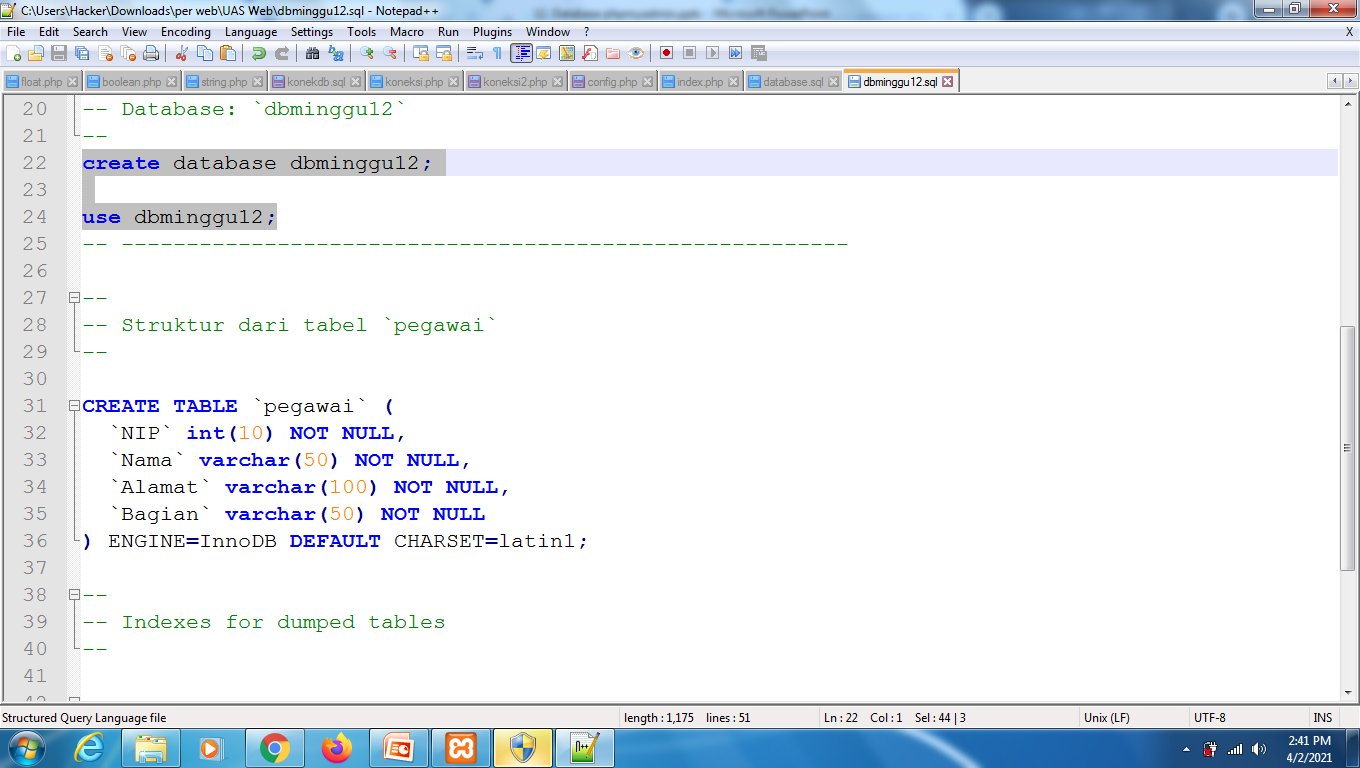 C:\Users\Hacker\Downloads\per web\UAS Web\dbminggu12.sql - Notepad++
File Edit Search View Encoding Language Settings Tools Macro Run Plugins Window ? X
float.php boolean.php string.php konekdb.sql koneksi.php koneksi2.php config.php index.php database.sql dbminggu12.sql
20 -- Database: `dbminggu12`
21 --
22 create database dbminggu12;
23
24 use dbminggu12;
25 -- --------------------------------------------------------
26
27 --
28 -- Struktur dari tabel `pegawai`
29 --
30
31 CREATE TABLE `pegawai` (
32 `NIP` int(10) NOT NULL,
33 `Nama` varchar(50) NOT NULL,
34 `Alamat` varchar(100) NOT NULL,
35 `Bagian` varchar(50) NOT NULL
36 ) ENGINE=InnoDB DEFAULT CHARSET=latin1;
37
38 --
39 -- Indexes for dumped tables
40 --
41
Structured Query Language file length : 1,175 lines : 51 Ln : 22 Col : 1 Sel : 44 | 3 Unix (LF) UTF-8 INS
2:41 PM
4/2/2021